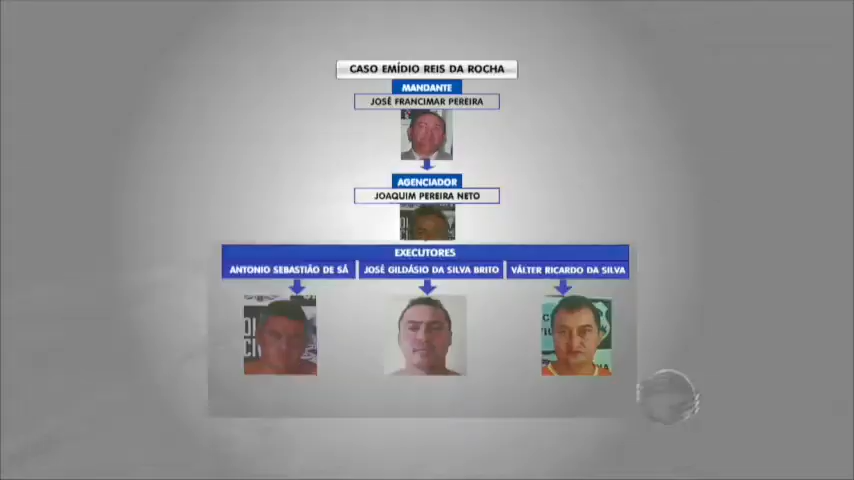 CASO EMÍDIO REIS DA ROCHA
MANDANTE
JOSÉ FRANCIMAR PEREIRA
AGENCIADOR
JOAQUIM PEREIRA NETO
EXECUTORES
ANTONIO SEBASTIÃO DE SÁ
JOSÉ GILDÁSIO DA SILVA BRITO
VÁLTER RICARDO DA SILVA